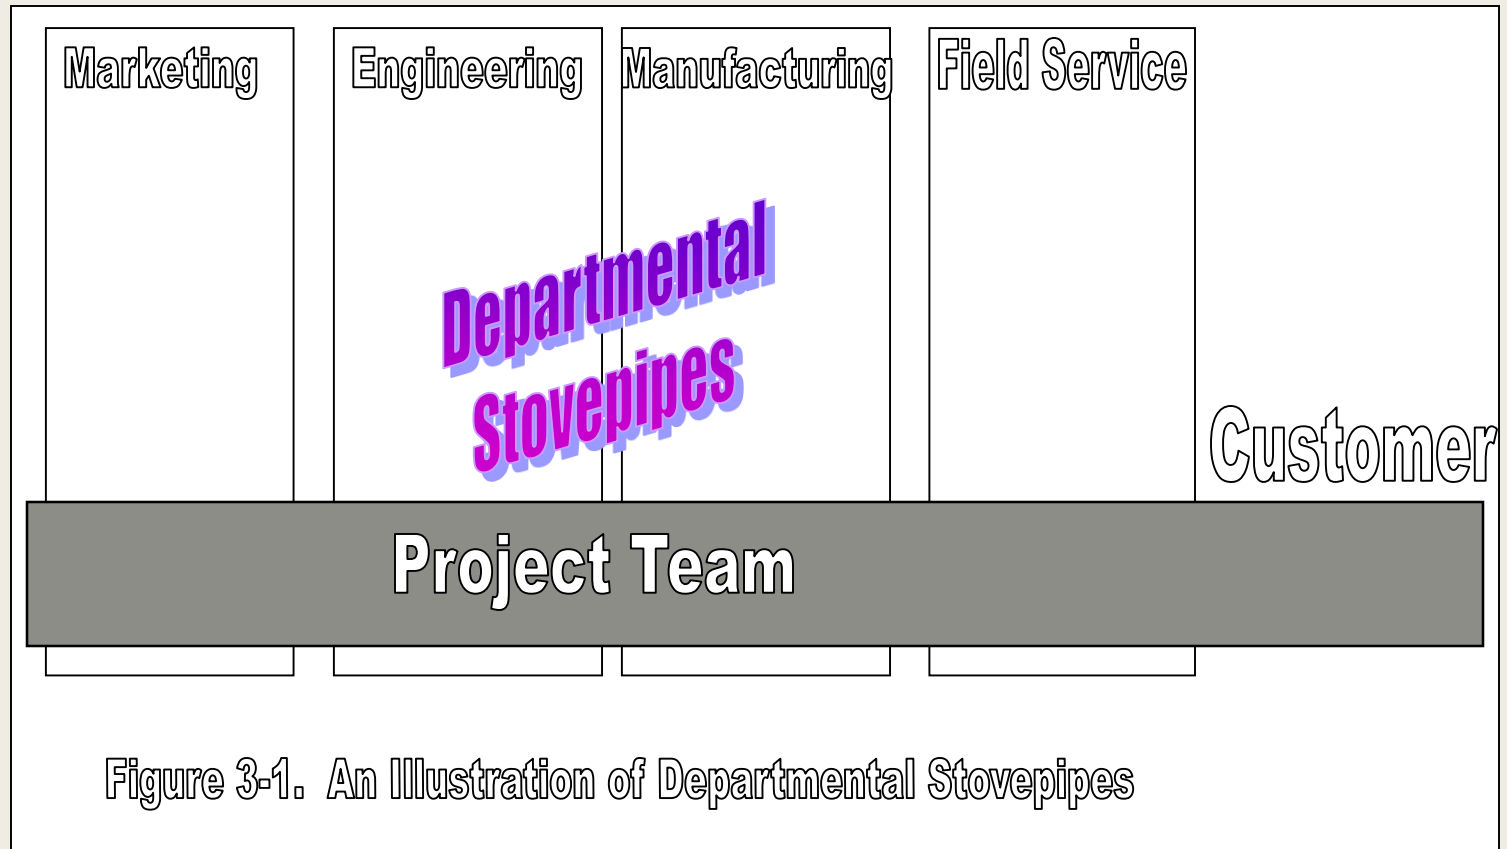 Marketing
Engineering
Manufacturing
Field Service
Departmental
Stovepipes
Customer
Project Team
Figure 3-1. An Illustration of Departmental Stovepipes